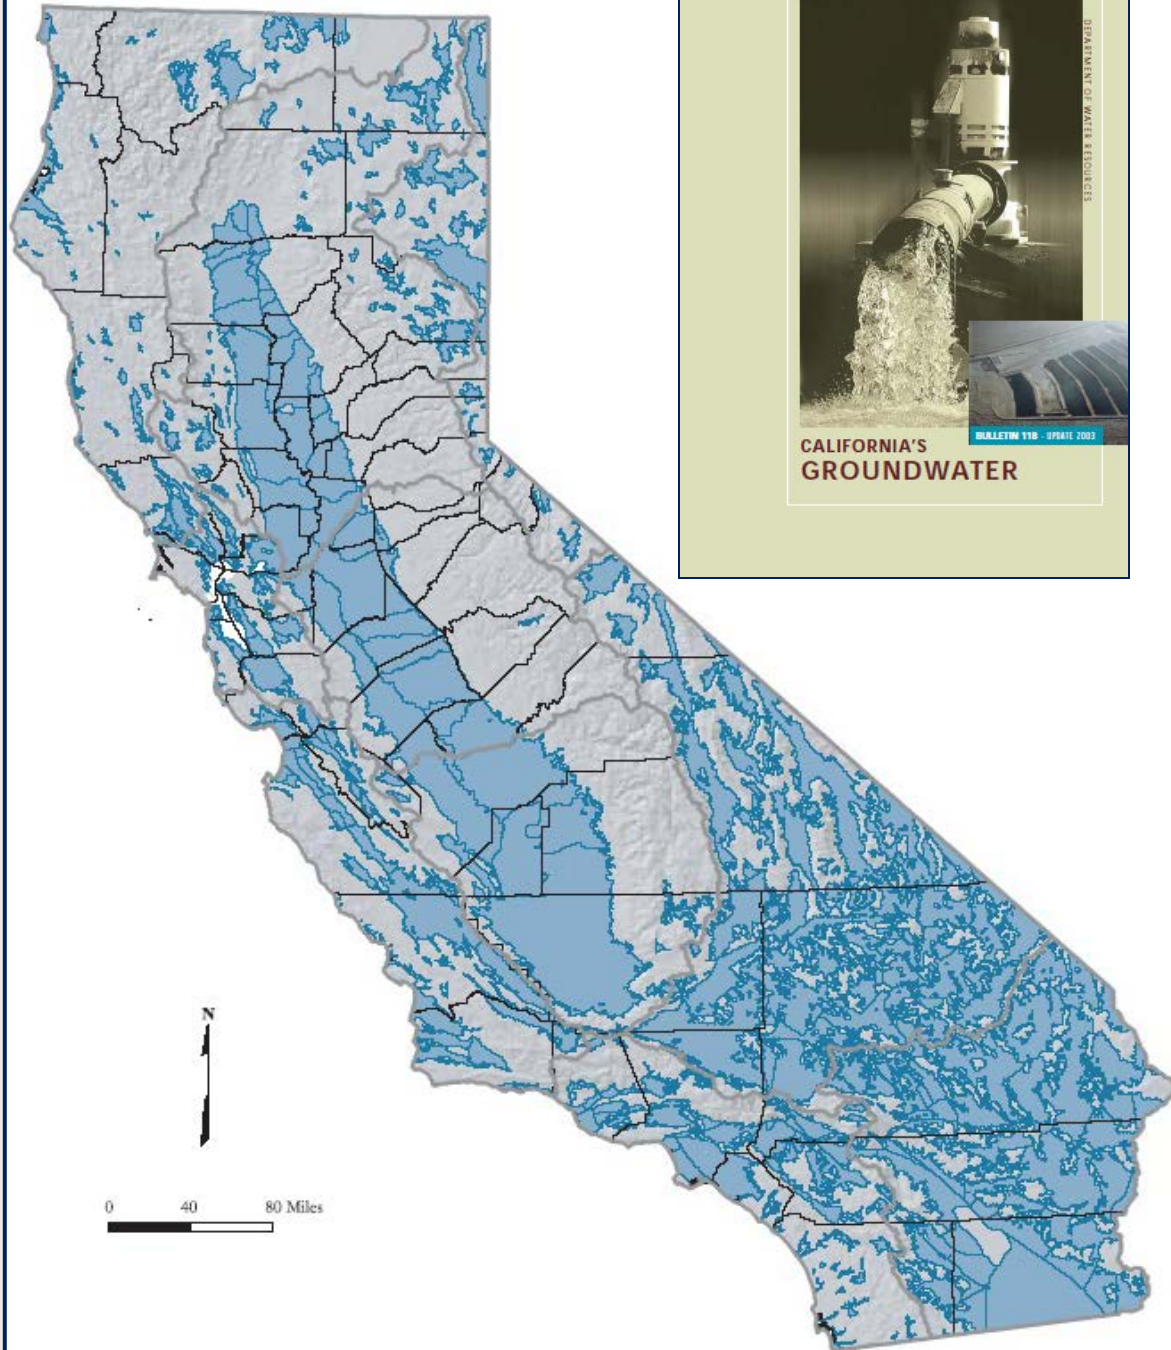 DEPARTMENT OF WATER RESOURCES
BULLETIN 118 - UPDATE 2003
CALIFORNIA'S
GROUNDWATER
N
0 40 80 Miles